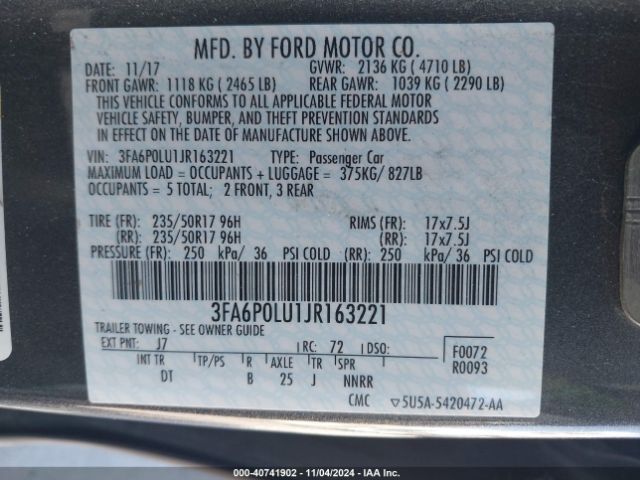 MFD. BY FORD MOTOR CO.
DATE: 11/17 GVWR: 2136 KG ( 4710 LB)
FRONT GAWR: 1118 KG ( 2465 LB) REAR GAWR: 1039 KG ( 2290 LB)
THIS VEHICLE CONFORMS TO ALL APPLICABLE FEDERAL MOTOR
VEHICLE SAFETY, BUMPER, AND THEFT PREVENTION STANDARDS
IN EFFECT ON THE DATE OF MANUFACTURE SHOWN ABOVE.
VIN: 3FA6P0LU1JR163221 TYPE: Passenger Car
MAXIMUM LOAD = OCCUPANTS + LUGGAGE = 375KG/ 827LB
OCCUPANTS = 5 TOTAL; 2 FRONT, 3 REAR
TIRE (FR): 235/50R17 96H RIMS (FR): 17x7.5J
(RR): 235/50R17 96H (RR): 17x7.5J
PRESSURE (FR): 250 kPa/ 36 PSI COLD (RR): 250 kPa/ 36 PSI COLD
3FA6P0LU1JR163221
TRAILER TOWING - SEE OWNER GUIDE
EXT PNT: J7 RC: 72 DSO: F0072
R0093
INT TR TP/PS R AXLE TR SPR
DT B 25 J NNRR
CMC 5U5A-5420472-AA
000-40741902 - 11/04/2024 - IAA Inc.